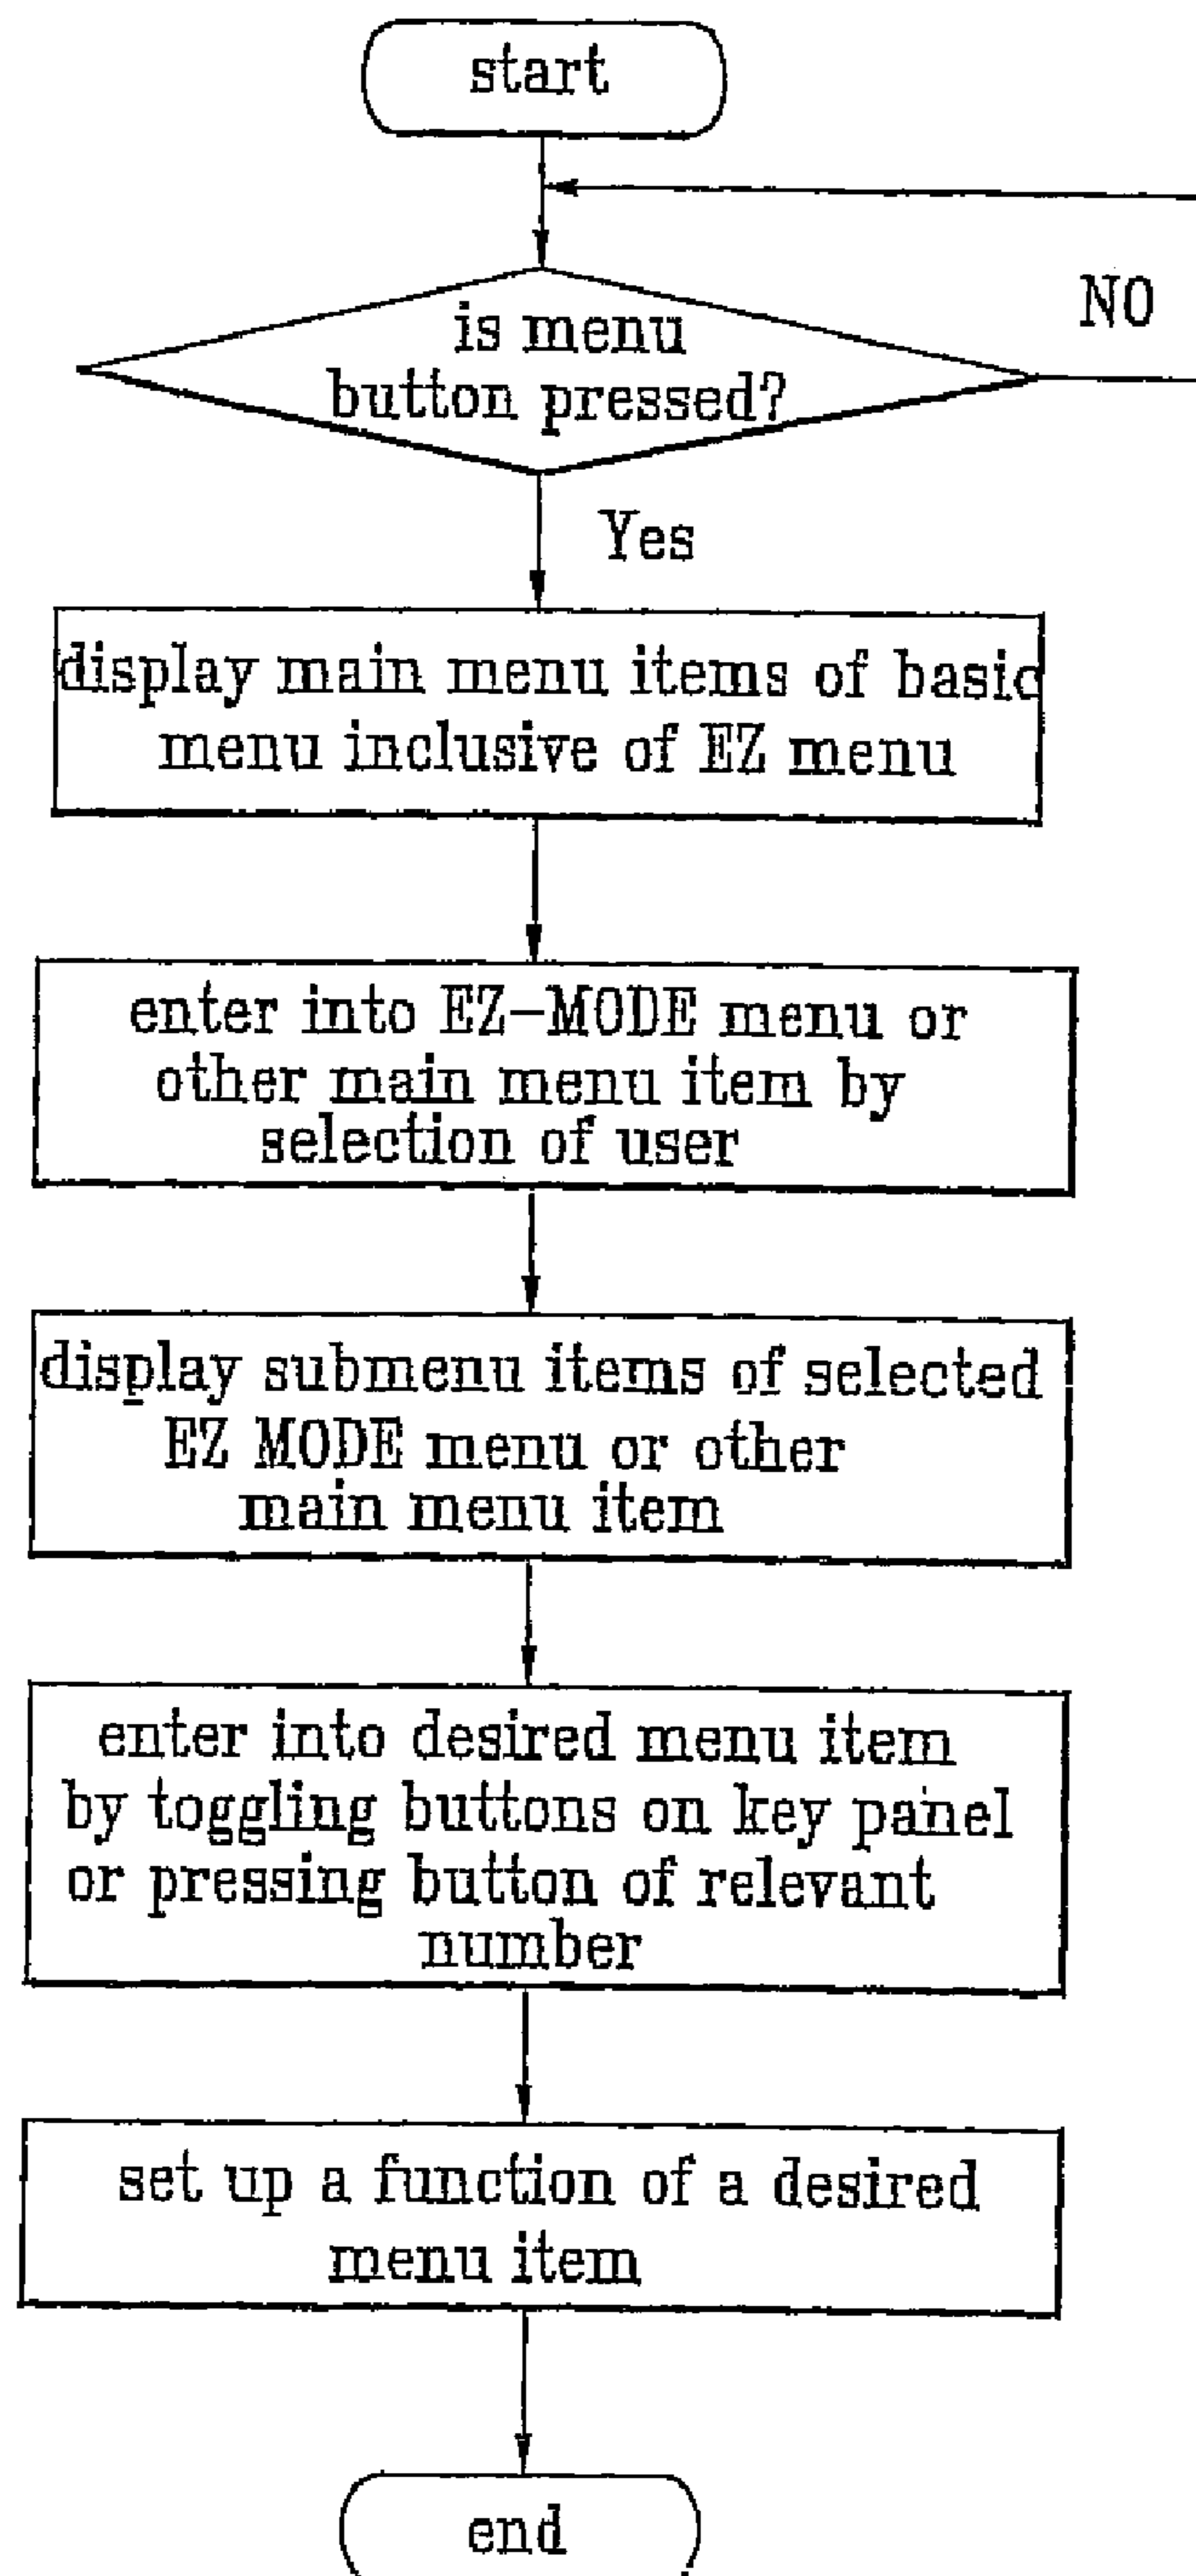 start
NO
is menu
button pressed?
Yes
display main menu items of basic
menu inclusive of EZ menu
enter into EZ-MODE menu or
other main menu item by
selection of user
display submenu items of selected
EZ MODE menu or other
main menu item
enter into desired menu item
by toggling buttons on key panel
or pressing button of relevant
number
set up a function of a desired
menu item
end